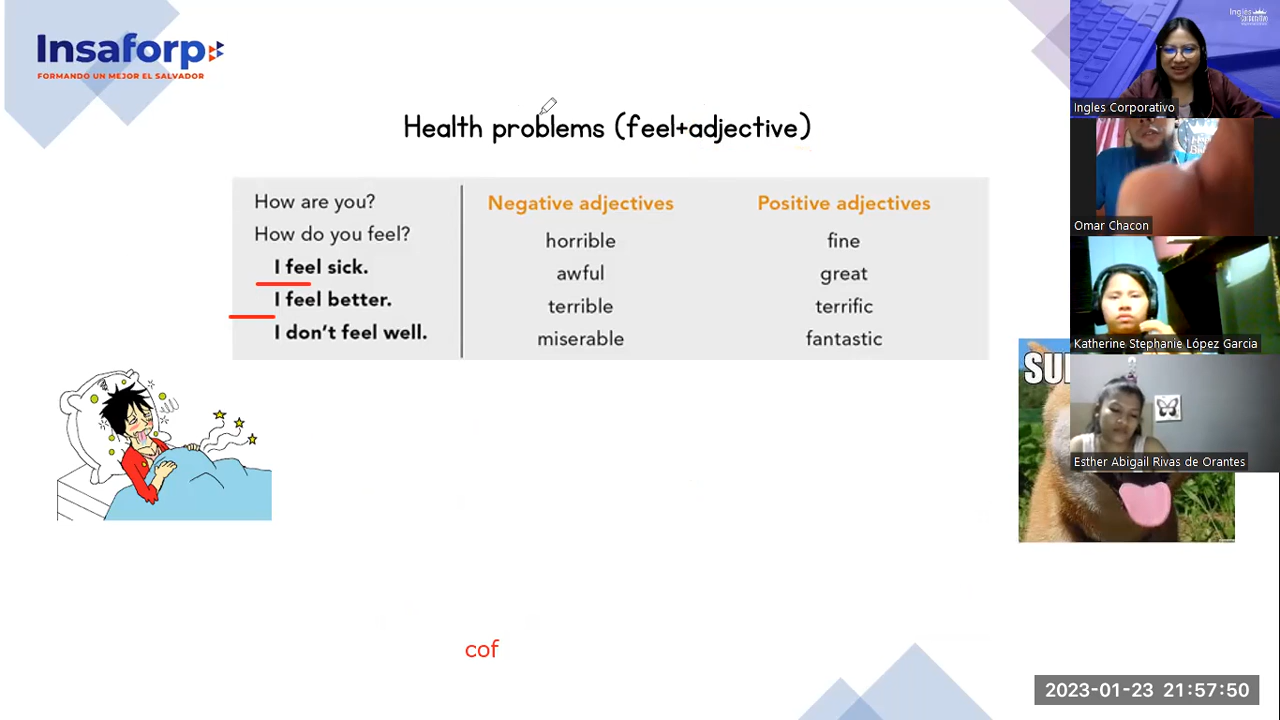 Insaforp
FORMANDO UN MEJOR EL SALVADOR
Health problems (feel+adjective)
How are you?
How do you feel?
I feel sick.
I feel better.
I don't feel well.
Negative adjectives
horrible
awful
terrible
miserable
Positive adjectives
fine
great
terrific
fantastic
cof
Inglés
Ingles Corporativo
Omar Chacon
Katherine Stephanie López Garcia
Esther Abigail Rivas de Orantes
2023-01-23 21:57:50